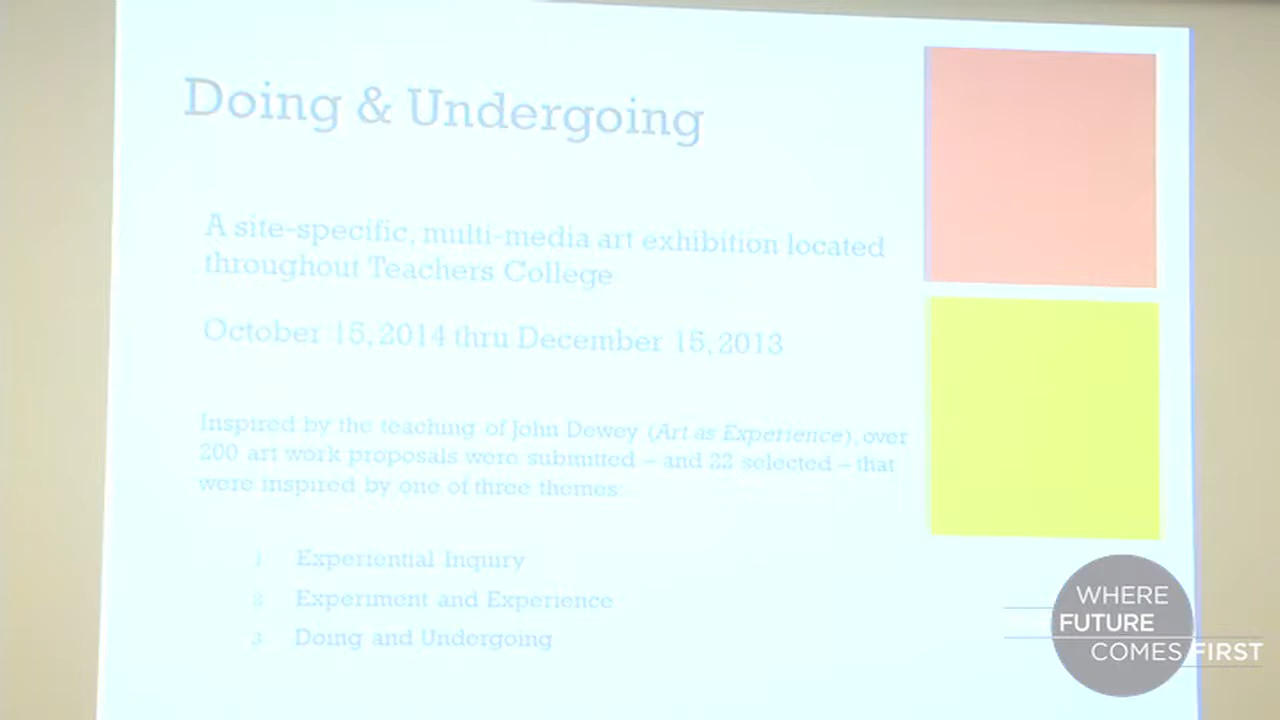 Doing & Undergoing
A site-specific, multi-media art exhibition located
throughout Teachers College
October 15, 2014 thru December 15, 2013
Inspired by the teaching of John Dewey (Art as Experience), over
200 art work proposals were submitted – and 22 selected – that
were inspired by one of three themes:
1 Experiential Inquiry
2 Experiment and Experience
3 Doing and Undergoing
WHERE
FUTURE
COMES FIRST